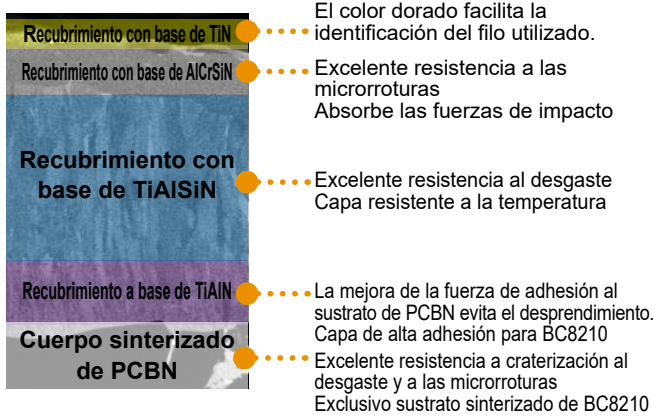 Recubrimiento con base de TiN
El color dorado facilita la
identificación del filo utilizado.
Recubrimiento con base de AlCrSiN
Excelente resistencia a las
microrroturas
Absorbe las fuerzas de impacto
Recubrimiento con
base de TiAlSiN
Excelente resistencia al desgaste
Capa resistente a la temperatura
Recubrimiento a base de TiAlN
La mejora de la fuerza de adhesión al
sustrato de PCBN evita el desprendimiento.
Capa de alta adhesión para BC8210
Cuerpo sinterizado
de PCBN
Excelente resistencia a craterización al
desgaste y a las microrroturas
Exclusivo sustrato sinterizado de BC8210